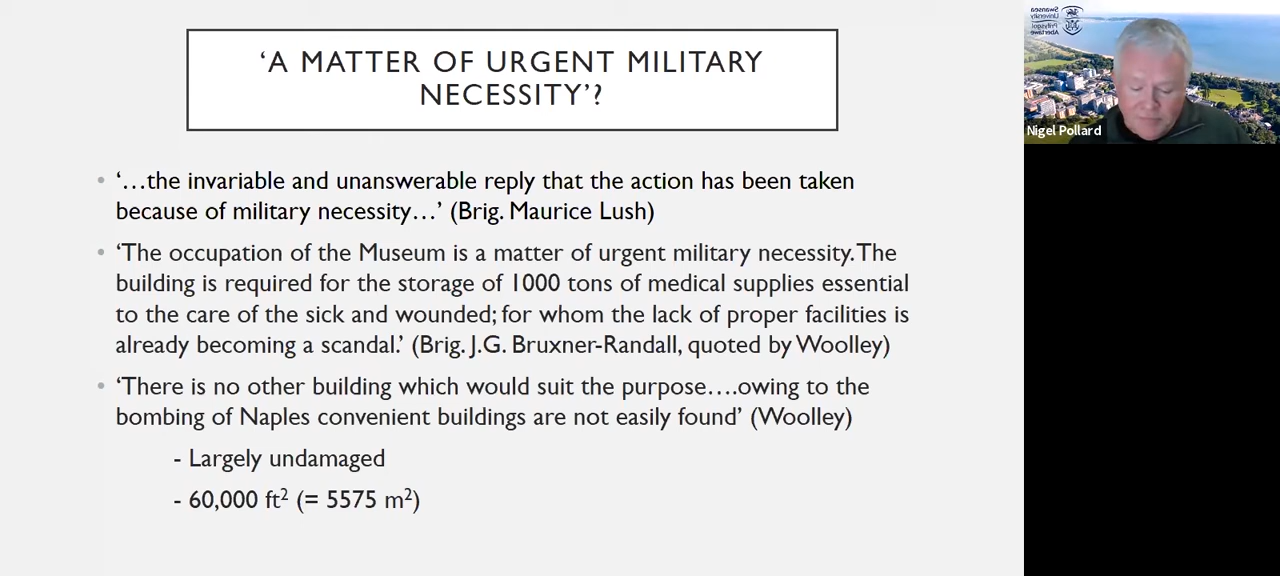 ‘A MATTER OF URGENT MILITARY
NECESSITY’?
• ‘…the invariable and unanswerable reply that the action has been taken
because of military necessity…’ (Brig. Maurice Lush)
• ‘The occupation of the Museum is a matter of urgent military necessity. The
building is required for the storage of 1000 tons of medical supplies essential
to the care of the sick and wounded; for whom the lack of proper facilities is
already becoming a scandal.’ (Brig. J.G. Bruxner-Randall, quoted by Woolley)
• ‘There is no other building which would suit the purpose….owing to the
bombing of Naples convenient buildings are not easily found’ (Woolley)
- Largely undamaged
- 60,000 ft² (= 5575 m²)
Swansea
University
Prifysgol
Abertawe
Nigel Pollard